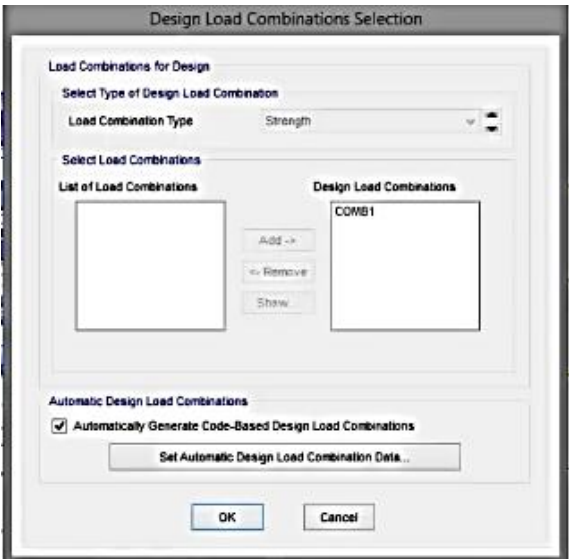 Design Load Combinations Selection
Load Combinations for Design
Select Type of Design Load Combination
Load Combination Type Strength
Select Load Combinations
List of Load Combinations Design Load Combinations
COMB1
Add ->
<- Remove
Show...
Automatic Design Load Combinations
Automatically Generate Code-Based Design Load Combinations
Set Automatic Design Load Combination Data...
OK Cancel